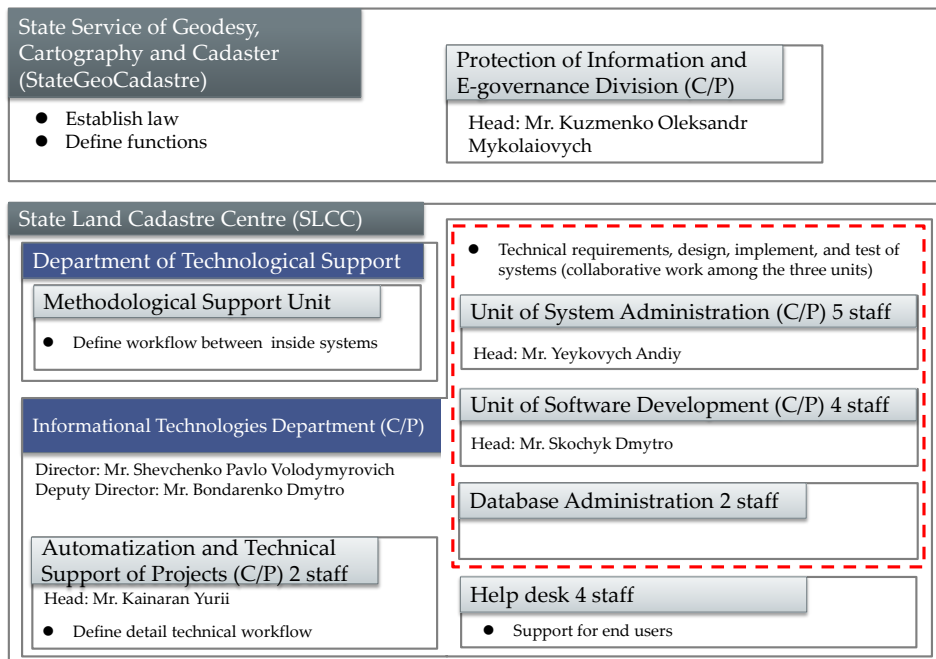 State Service of Geodesy,
Cartography and Cadaster
(StateGeoCadastre)
● Establish law
● Define functions
Protection of Information and
E-governance Division (C/P)
Head: Mr. Kuzmenko Oleksandr
Mykolaiovych
State Land Cadastre Centre (SLCC)
Department of Technological Support
Methodological Support Unit
● Define workflow between inside systems
Informational Technologies Department (C/P)
Director: Mr. Shevchenko Pavlo Volodymyrovich
Deputy Director: Mr. Bondarenko Dmytro
Automatization and Technical
Support of Projects (C/P) 2 staff
Head: Mr. Kainaran Yurii
● Define detail technical workflow
● Technical requirements, design, implement, and test of
systems (collaborative work among the three units)
Unit of System Administration (C/P) 5 staff
Head: Mr. Yeykovych Andiy
Unit of Software Development (C/P) 4 staff
Head: Mr. Skochyk Dmytro
Database Administration 2 staff
Help desk 4 staff
● Support for end users